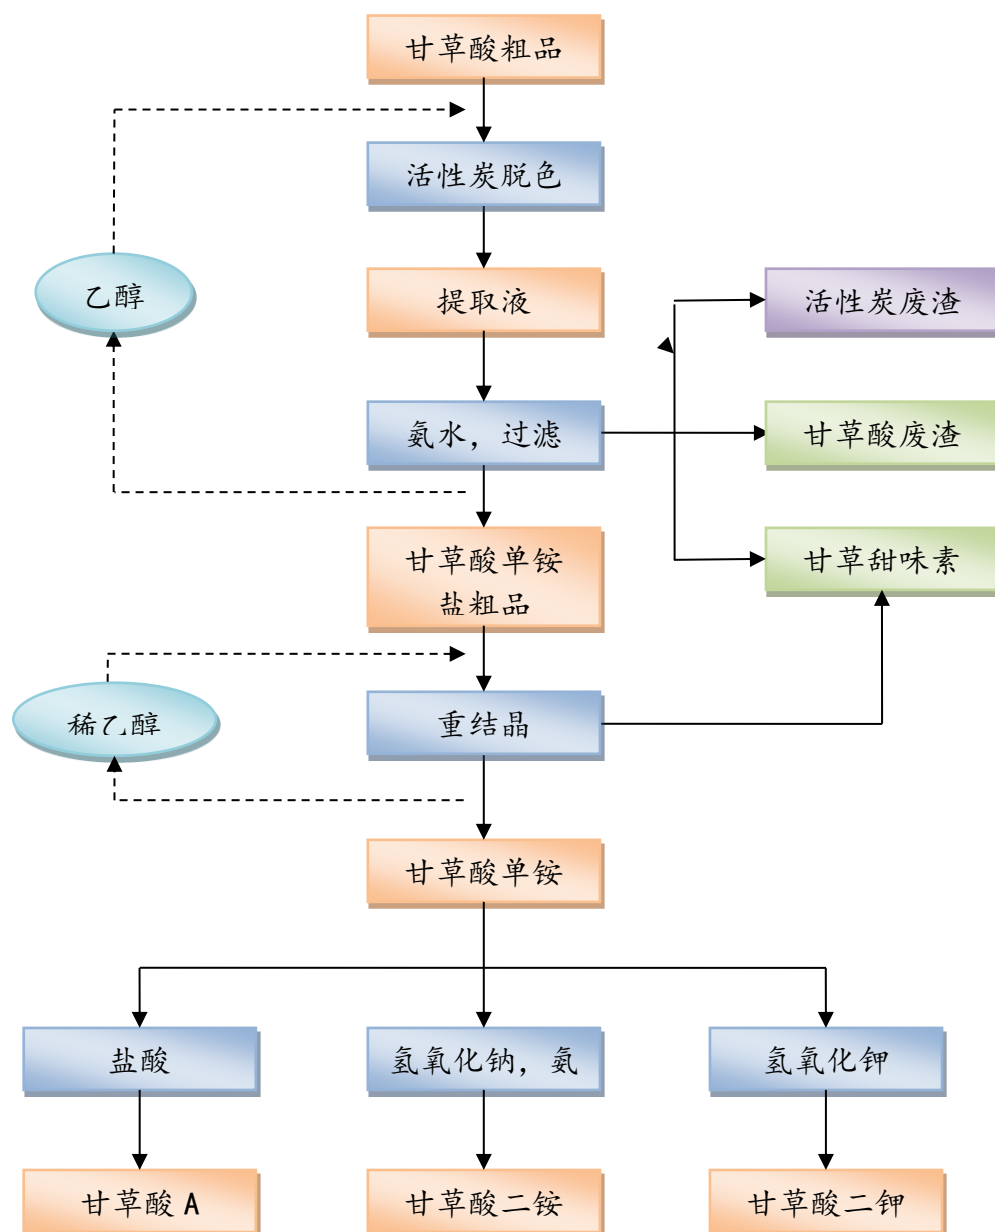 甘草酸粗品
活性炭脱色
乙醇
提取液
活性炭废渣
氨水，过滤
甘草酸废渣
甘草酸单铵
盐粗品
甘草甜味素
稀乙醇
重结晶
甘草酸单铵
盐酸
氢氧化钠，氨
氢氧化钾
甘草酸 A
甘草酸二铵
甘草酸二钾